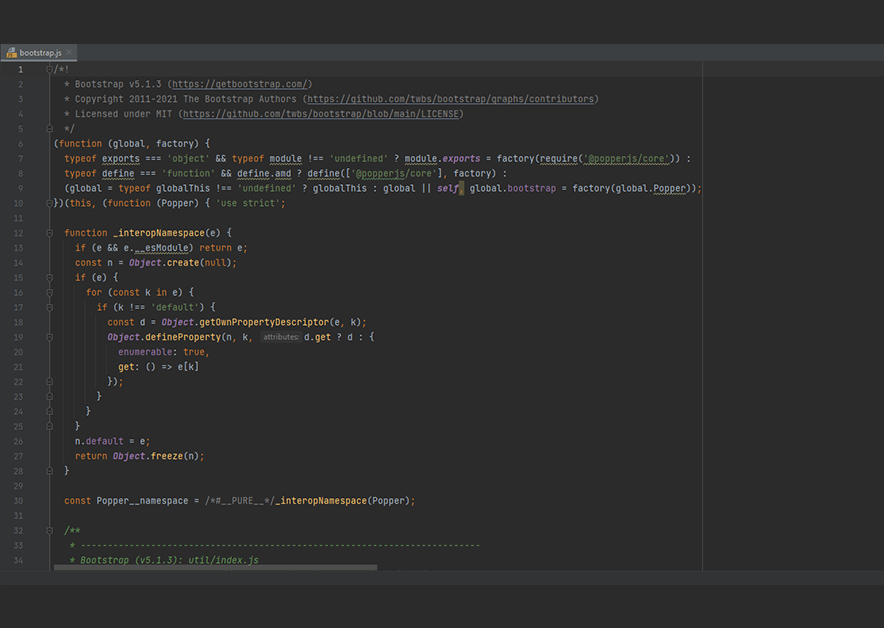 bootstrap.js
1 /*!
2  * Bootstrap v5.1.3 (https://getbootstrap.com/)
3  * Copyright 2011-2021 The Bootstrap Authors (https://github.com/twbs/bootstrap/graphs/contributors)
4  * Licensed under MIT (https://github.com/twbs/bootstrap/blob/main/LICENSE)
5  */
6 (function (global, factory) {
7   typeof exports === 'object' && typeof module !== 'undefined' ? module.exports = factory(require('@popperjs/core')) :
8   typeof define === 'function' && define.amd ? define(['@popperjs/core'], factory) :
9   (global = typeof globalThis !== 'undefined' ? globalThis : global || self, global.bootstrap = factory(global.Popper));
10 })(this, (function (Popper) { 'use strict';
11
12   function _interopNamespace(e) {
13     if (e && e.__esModule) return e;
14     const n = Object.create(null);
15     if (e) {
16       for (const k in e) {
17         if (k !== 'default') {
18           const d = Object.getOwnPropertyDescriptor(e, k);
19           Object.defineProperty(n, k, attributes: d.get ? d : {
20             enumerable: true,
21             get: () => e[k]
22           });
23         }
24       }
25     }
26     n.default = e;
27     return Object.freeze(n);
28   }
29
30   const Popper__namespace = /*#__PURE__*/_interopNamespace(Popper);
31
32   /**
33    * --------------------------------------------------------------------------
34    * Bootstrap (v5.1.3): util/index.js